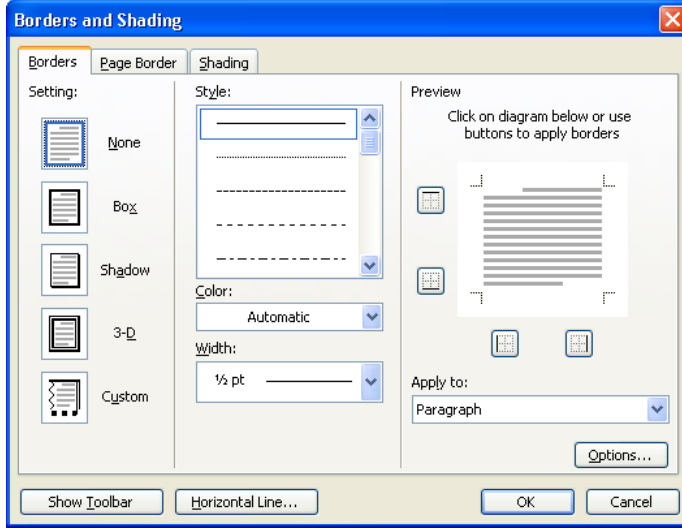 Borders and Shading
Borders
Page Border
Shading
Setting:
None
Box
Shadow
3-D
Custom
Style:
Color:
Automatic
Width:
½ pt
Preview
Click on diagram below or use
buttons to apply borders
Apply to:
Paragraph
Options...
Show Toolbar
Horizontal Line...
OK
Cancel